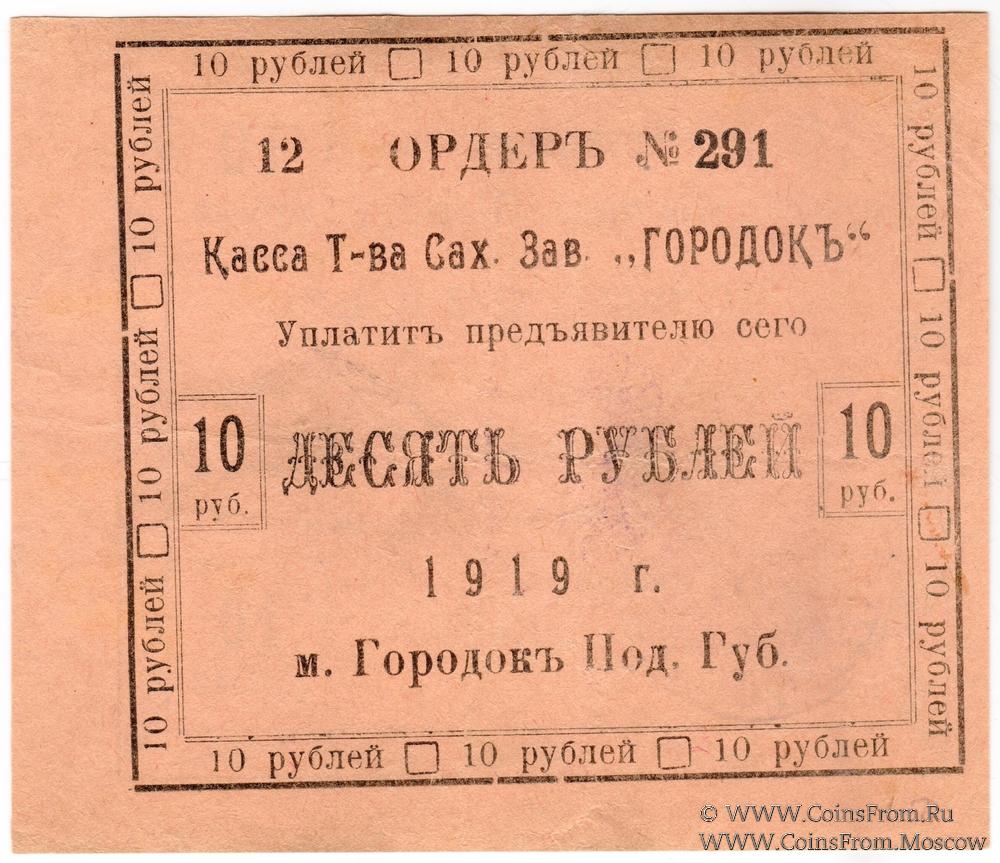 10 рублей 10 рублей 10 рублей
12 ОРДЕРЪ № 291
Касса Т-ва Сах. Зав. „ГОРОДОКЪ“
Уплатитъ предъявителю сего
10 руб.
ДЕСЯТЬ РУБЛЕЙ
10 руб.
1919 г.
м. Городокъ Под. Губ.
10 рублей 10 рублей 10 рублей
10 рублей 10 рублей 10 рублей
10 рублей 10 рублей 10 рублей
© WWW.CoinsFrom.Ru
WWW.CoinsFrom.Moscow